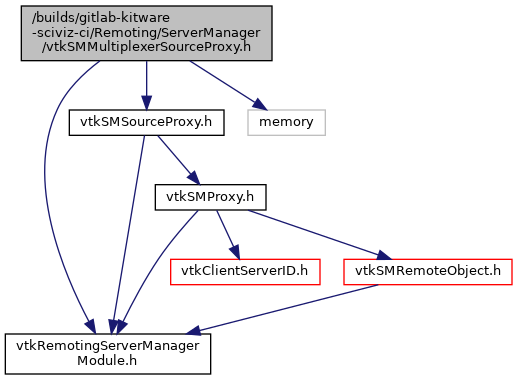 /builds/gitlab-kitware
-sciviz-ci/Remoting/ServerManager
/vtkSMMultiplexerSourceProxy.h
vtkSMSourceProxy.h
memory
vtkSMProxy.h
vtkClientServerID.h
vtkSMRemoteObject.h
vtkRemotingServerManager
Module.h